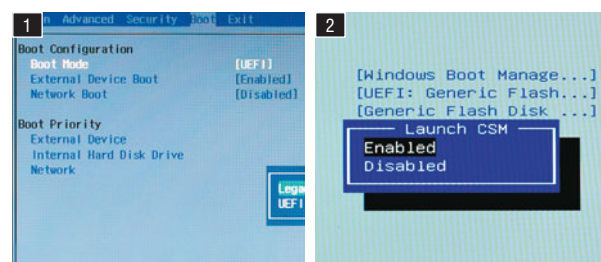 1
Advanced Security Boot Exit
Boot Configuration
Boot Mode [UEFI]
External Device Boot [Enabled]
Network Boot [Disabled]
Boot Priority
External Device
Internal Hard Disk Drive
Network
UEFI
2
[Windows Boot Manage...]
[UEFI: Generic Flash...]
[Generic Flash Disk ...]
Launch CSM
Enabled
Disabled